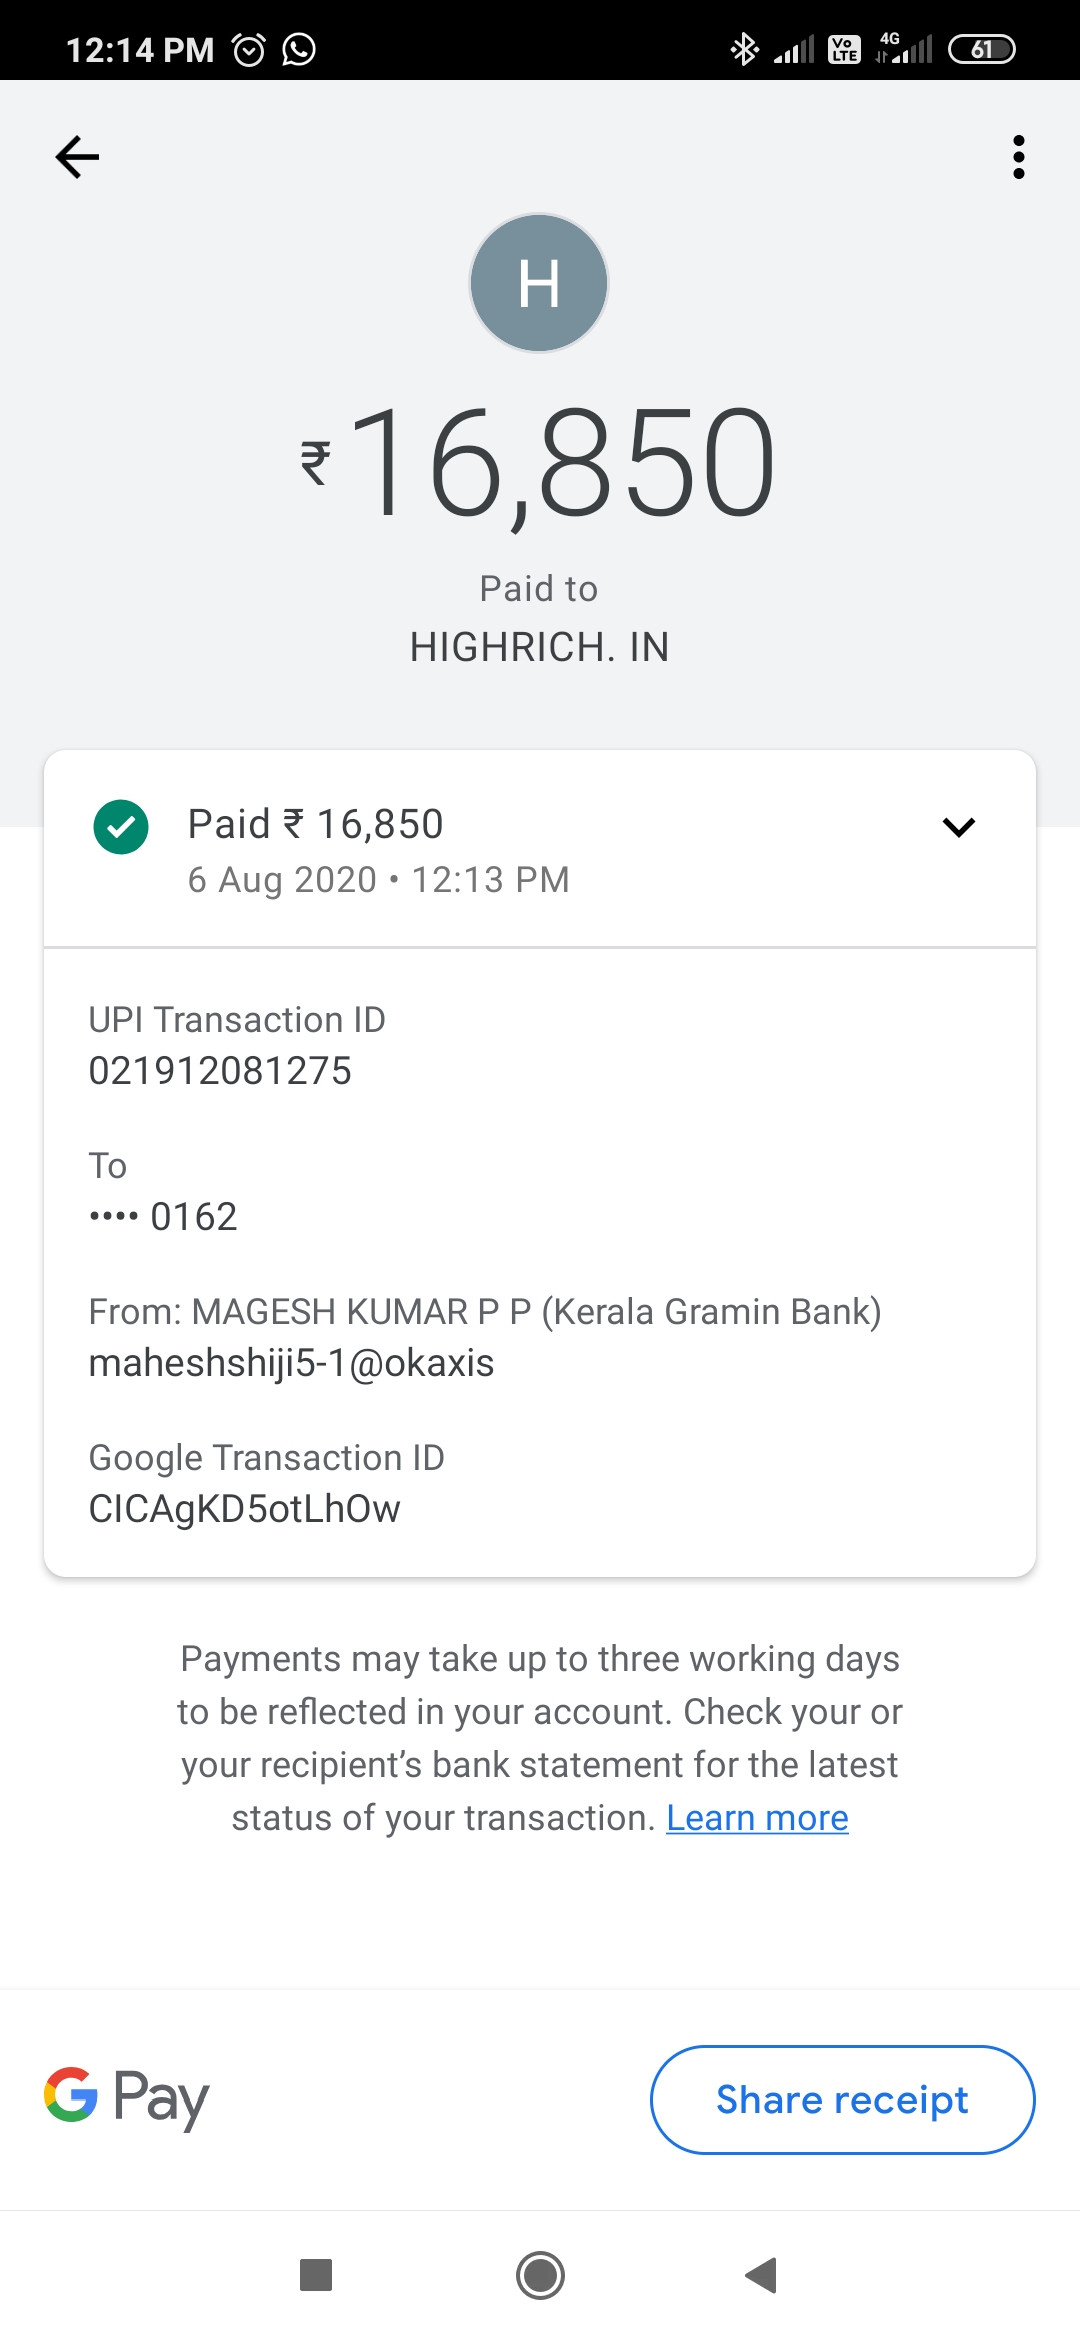 12:14 PM
Vo LTE 4G 61
H
₹16,850
Paid to
HIGHRICH. IN
Paid ₹ 16,850
6 Aug 2020 • 12:13 PM
UPI Transaction ID
021912081275
To
•••• 0162
From: MAGESH KUMAR P P (Kerala Gramin Bank)
maheshshiji5-1@okaxis
Google Transaction ID
CICAgKD5otLhOw
Payments may take up to three working days
to be reflected in your account. Check your or
your recipient's bank statement for the latest
status of your transaction. Learn more
G Pay
Share receipt